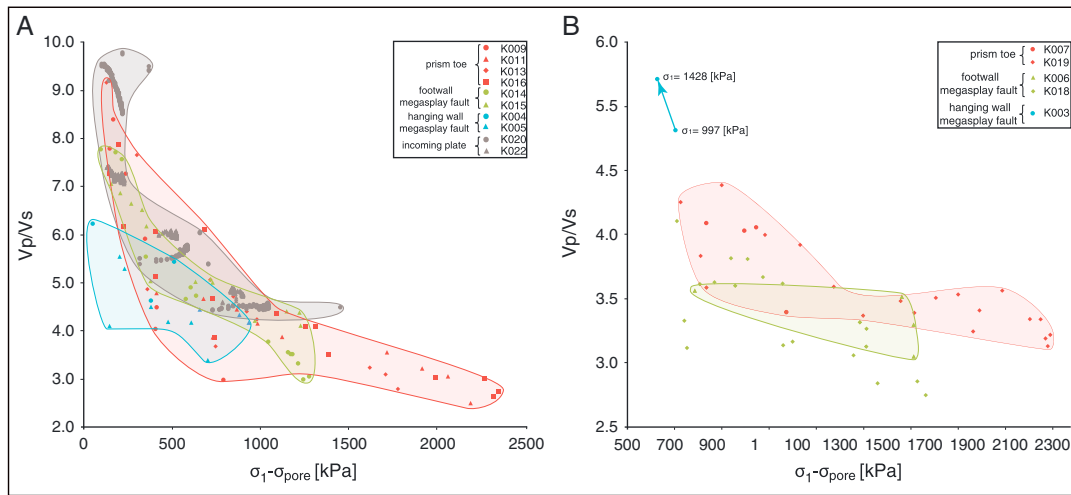 A
Vp/Vs
10.0
9.0
8.0
7.0
6.0
5.0
4.0
3.0
2.0
0
500
1000
1500
2000
2500
σ1-σpore [kPa]
prism toe
K009
K011
K013
K016
footwall
megasplay fault
K014
K015
hanging wall
megasplay fault
K004
K005
incoming plate
K020
K022
B
Vp/Vs
6.0
5.8
5.0
4.5
4.0
3.5
3.0
2.5
500
700
900
1
100
1400
1500
1700
1900
2100
2300
σ1-σpore [kPa]
σ1= 1428 [kPa]
σ1= 997 [kPa]
prism toe
K007
K019
footwall
megasplay fault
K006
K018
hanging wall
megasplay fault
K003